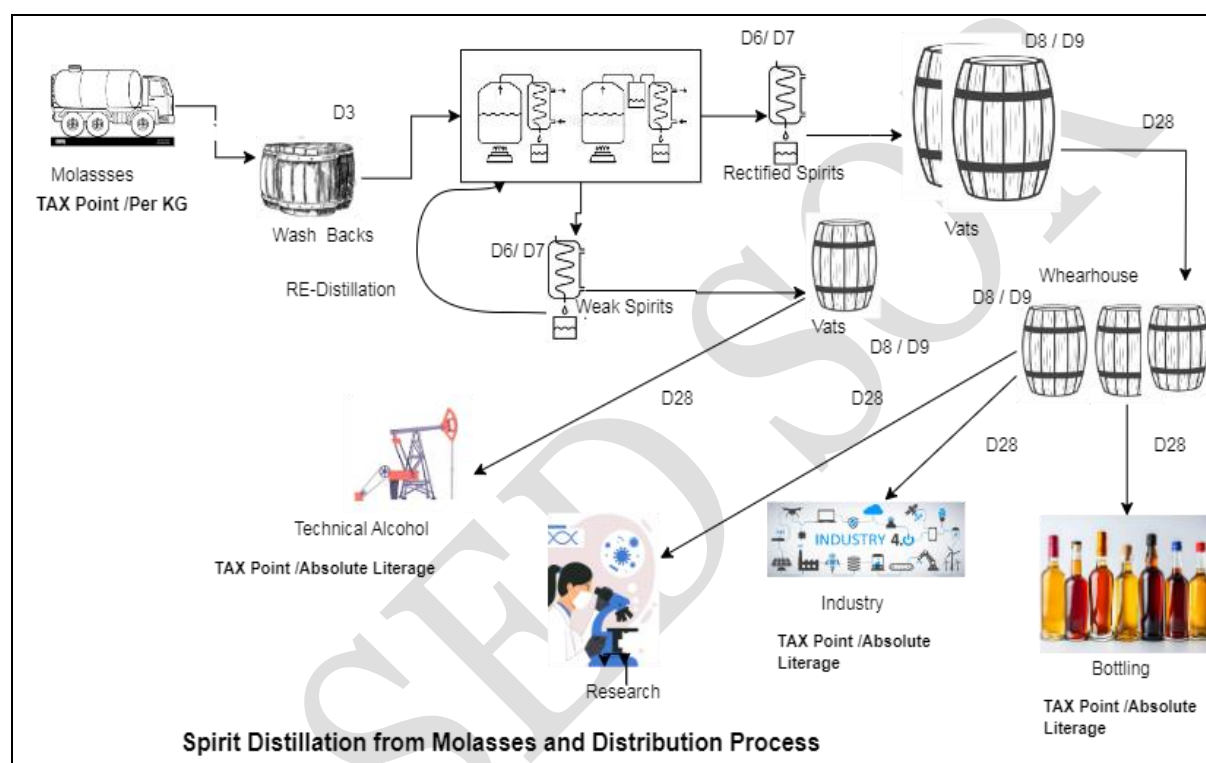 D6/ D7
D8 / D9
D3
D28
Molassses
TAX Point /Per KG
Wash Backs
Rectified Spirits
Vats
D6/ D7
RE-Distillation
Weak Spirits
Vats
D8 / D9
Whearhouse
D8 / D9
D28
D28
D28
D28
Technical Alcohol
TAX Point /Absolute Literage
INDUSTRY 4.0
Industry
TAX Point /Absolute
Literage
Research
Bottling
TAX Point /Absolute
Literage
Spirit Distillation from Molasses and Distribution Process
SED SOP